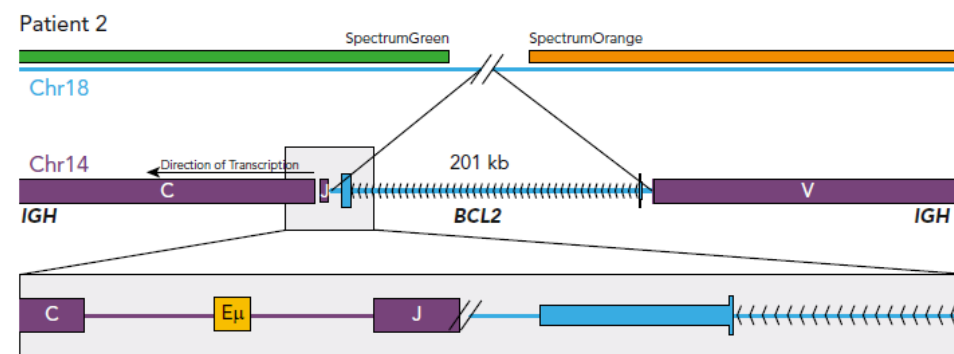 Patient 2
SpectrumGreen SpectrumOrange
Chr18
Chr14 Direction of Transcription 201 kb
C J V
IGH BCL2 IGH
C Eμ J